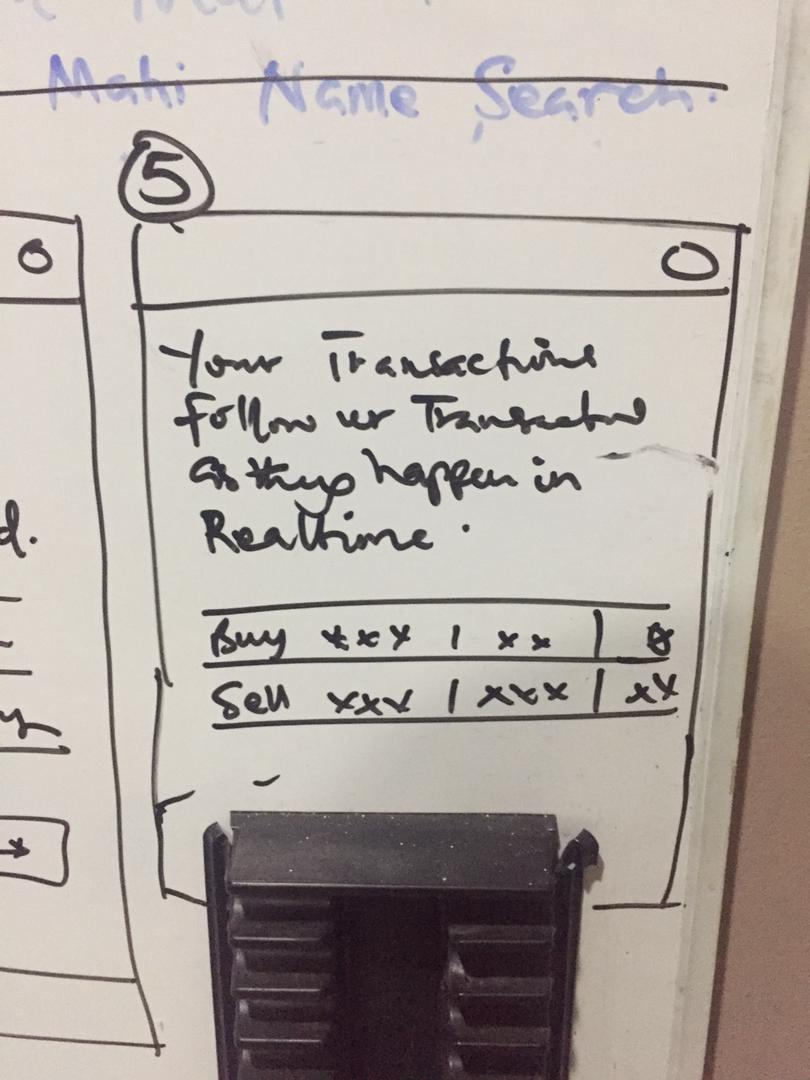 Mahi Name Search.
5
O
O
Your Transactions
Follow ur Transactions
as they happen in
Realtime.
d.
Buy xxx | xx | x
Sell xxx | xxx | xx
y